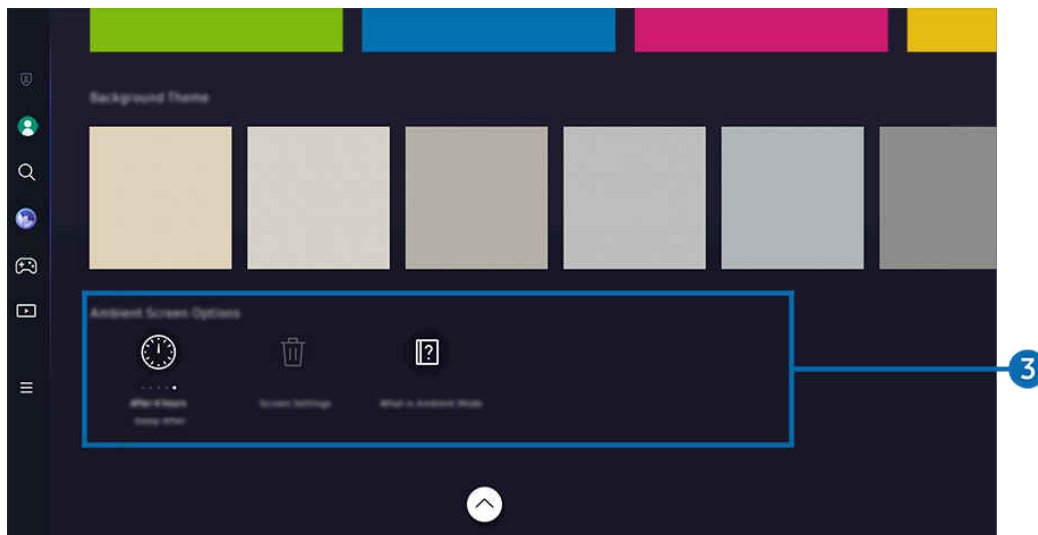 Background Theme
Ambient Screen Options
After 4 hours
Screen Settings
What is Ambient Mode
Sleep After
3